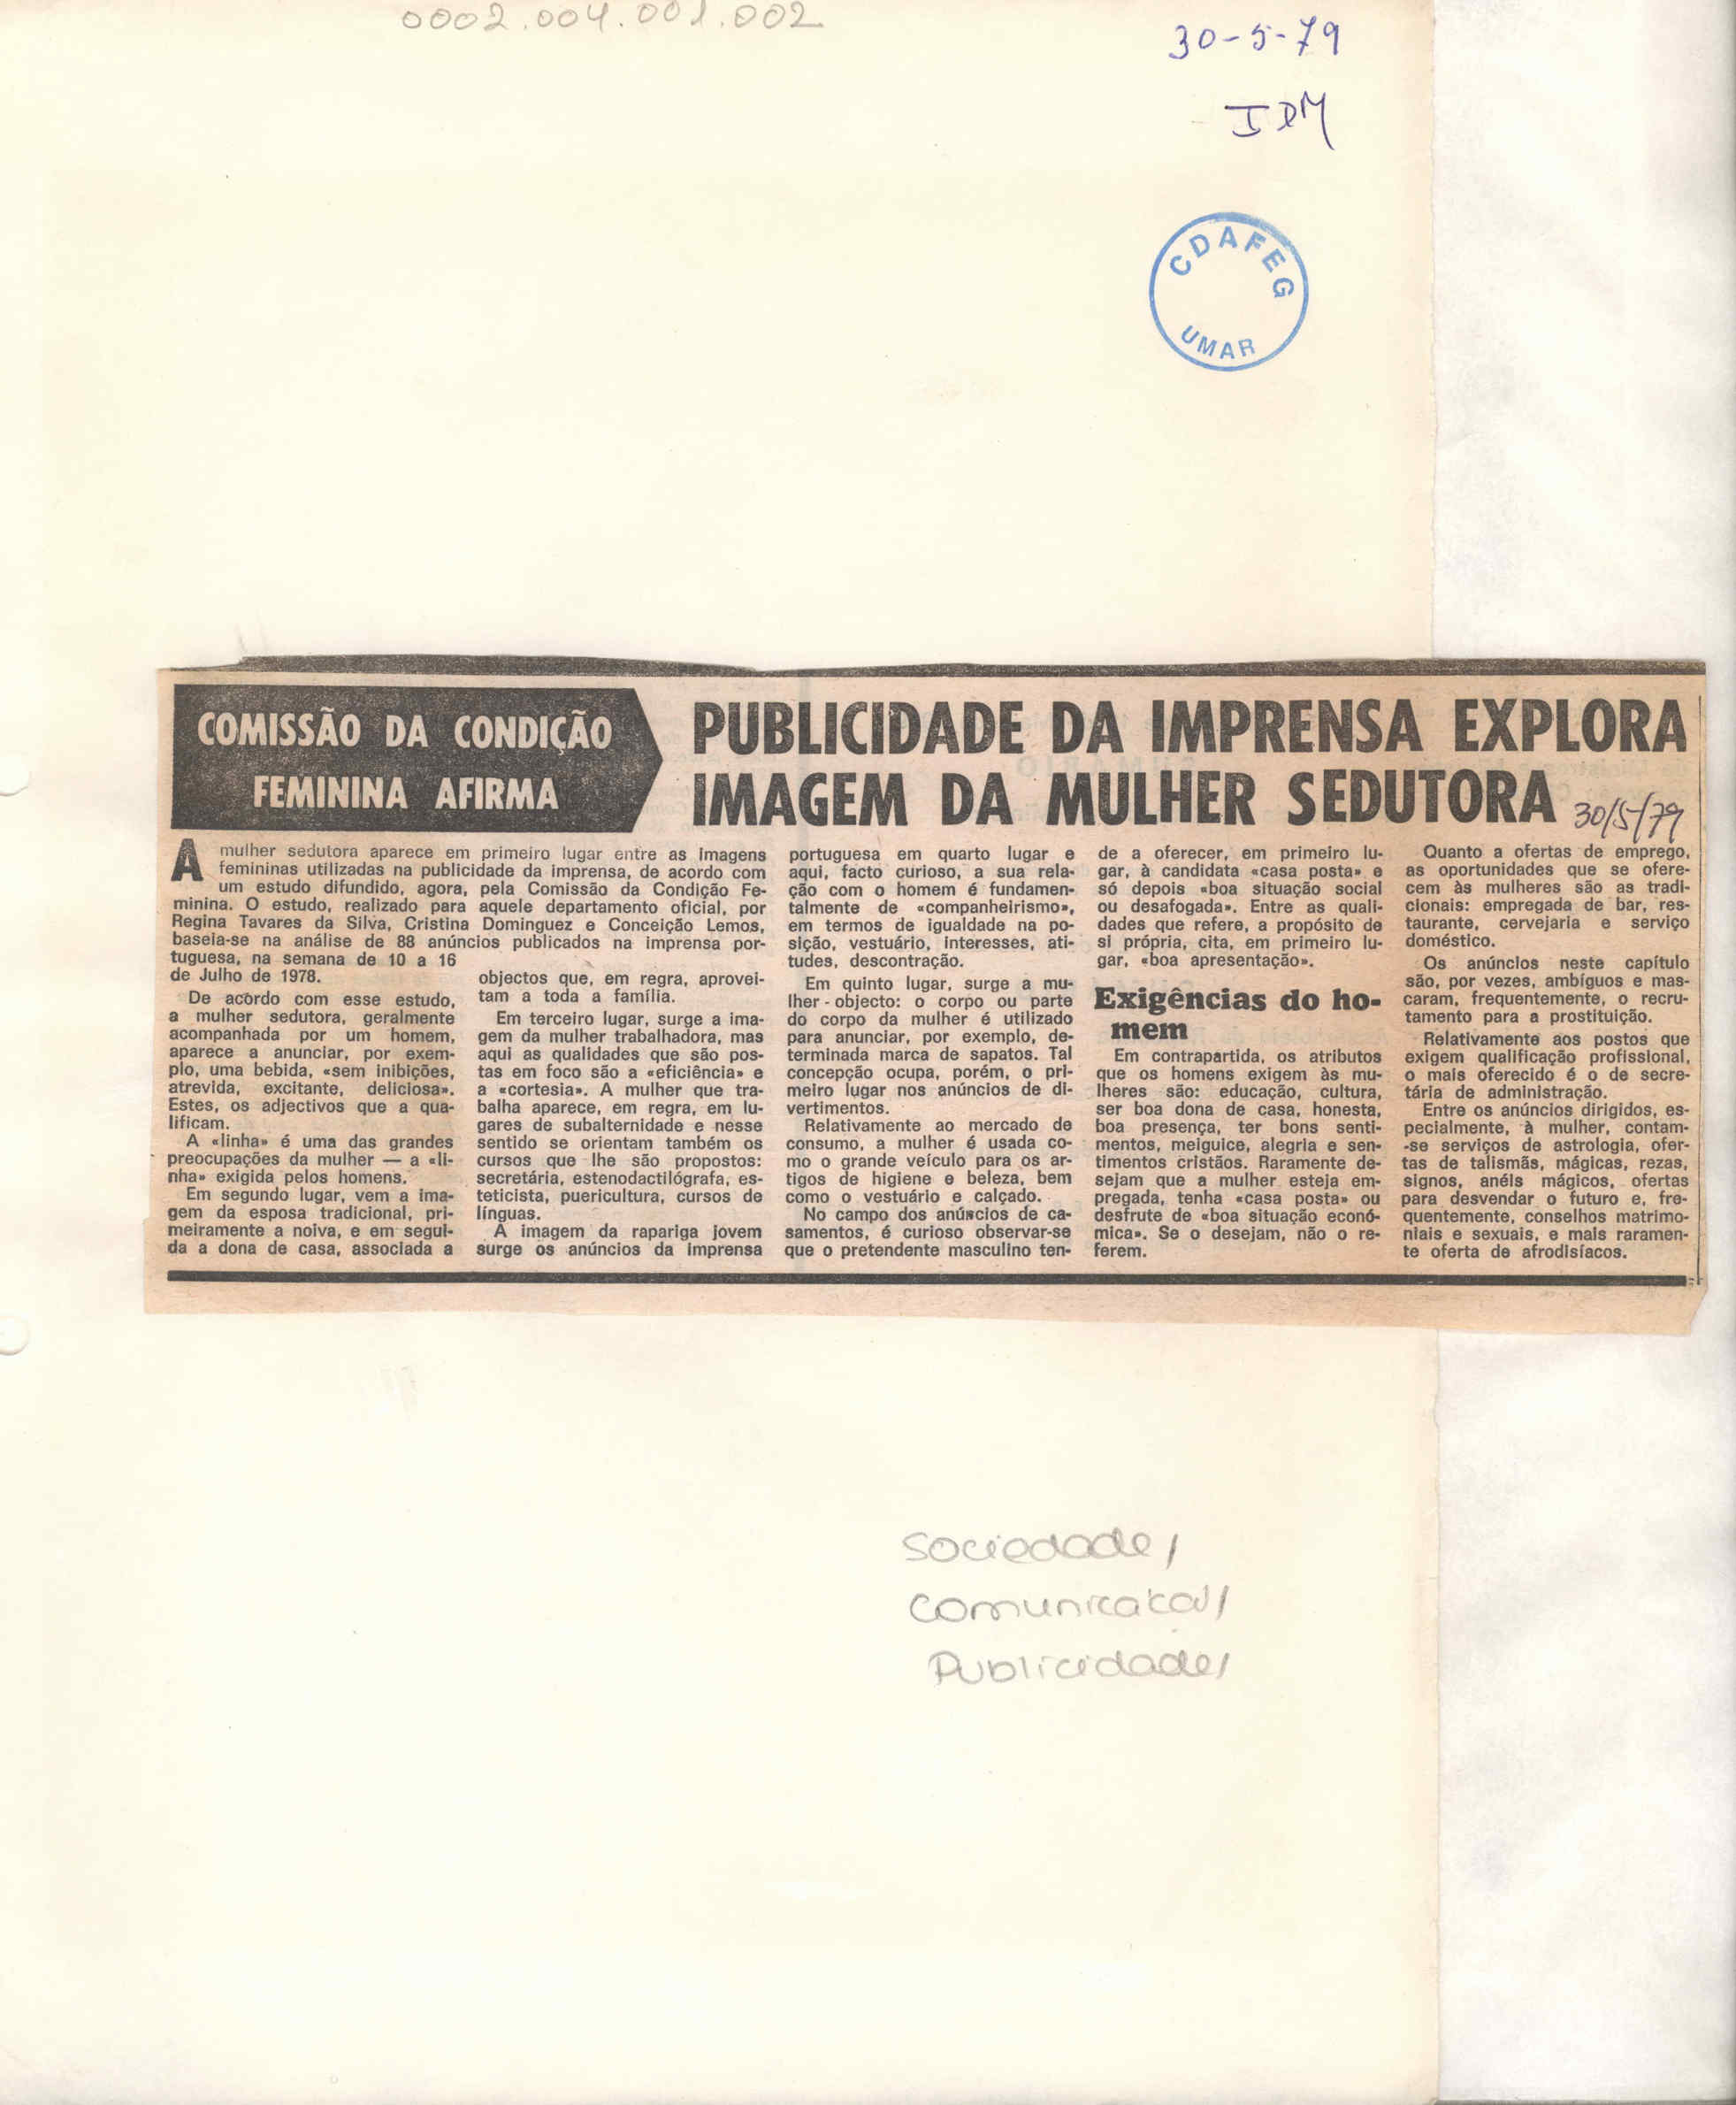 0002.004.001.002
30-5-79
IDM
CDAFEG
UMAR
COMISSÃO DA CONDIÇÃO
FEMININA AFIRMA
PUBLICIDADE DA IMPRENSA EXPLORA
IMAGEM DA MULHER SEDUTORA
30/5/79
A mulher sedutora aparece em primeiro lugar entre as imagens
femininas utilizadas na publicidade da imprensa, de acordo com
um estudo difundido, agora, pela Comissão da Condição Fe-
minina. O estudo, realizado para aquele departamento oficial, por
Regina Tavares da Silva, Cristina Dominguez e Conceição Lemos,
baseia-se na análise de 88 anúncios publicados na imprensa por-
tuguesa, na semana de 10 a 16
de Julho de 1978.
De acordo com esse estudo,
a mulher sedutora, geralmente
acompanhada por um homem,
aparece a anunciar, por exem-
plo, uma bebida, «sem inibições,
atrevida, excitante, deliciosa».
Estes, os adjectivos que a qua-
lificam.
A «linha» é uma das grandes
preocupações da mulher — a «li-
nha» exigida pelos homens.
Em segundo lugar, vem a ima-
gem da esposa tradicional, pri-
meiramente a noiva, e em segui-
da a dona de casa, associada a
objectos que, em regra, aprovei-
tam a toda a família.
Em terceiro lugar, surge a ima-
gem da mulher trabalhadora, mas
aqui as qualidades que são pos-
tas em foco são a «eficiência» e
a «cortesia». A mulher que tra-
balha aparece, em regra, em lu-
gares de subalternidade e nesse
sentido se orientam também os
cursos que lhe são propostos:
secretária, estenodactilógrafa, es-
teticista, puericultura, cursos de
línguas.
A imagem da rapariga jovem
surge os anúncios da imprensa
portuguesa em quarto lugar e
aqui, facto curioso, a sua rela-
ção com o homem é fundamen-
talmente de «companheirismo»,
em termos de igualdade na po-
sição, vestuário, interesses, ati-
tudes, descontração.
Em quinto lugar, surge a mu-
lher-objecto: o corpo ou parte
do corpo da mulher é utilizado
para anunciar, por exemplo, de-
terminada marca de sapatos. Tal
concepção ocupa, porém, o pri-
meiro lugar nos anúncios de di-
vertimentos.
Relativamente ao mercado de
consumo, a mulher é usada co-
mo o grande veículo para os ar-
tigos de higiene e beleza, bem
como o vestuário e calçado.
No campo dos anúncios de ca-
samentos, é curioso observar-se
que o pretendente masculino ten-
de a oferecer, em primeiro lu-
gar, à candidata «casa posta» e
só depois «boa situação social
ou desafogada». Entre as quali-
dades que refere, a propósito de
si própria, cita, em primeiro lu-
gar, «boa apresentação».
Exigências do ho-
mem
Em contrapartida, os atributos
que os homens exigem às mu-
lheres são: educação, cultura,
ser boa dona de casa, honesta,
boa presença, ter bons senti-
mentos, meiguice, alegria e sen-
timentos cristãos. Raramente de-
sejam que a mulher esteja em-
pregada, tenha «casa posta» ou
desfrute de «boa situação econó-
mica». Se o desejam, não o re-
ferem.
Quanto a ofertas de emprego,
as oportunidades que se ofere-
cem às mulheres são as tradi-
cionais: empregada de bar, res-
taurante, cervejaria e serviço
doméstico.
Os anúncios neste capítulo
são, por vezes, ambíguos e mas-
caram, frequentemente, o recru-
tamento para a prostituição.
Relativamente aos postos que
exigem qualificação profissional,
o mais oferecido é o de secre-
tária de administração.
Entre os anúncios dirigidos, es-
pecialmente, à mulher, contam-
-se serviços de astrologia, ofer-
tas de talismãs, mágicas, rezas,
signos, anéis mágicos, ofertas
para desvendar o futuro e, fre-
quentemente, conselhos matrimo-
niais e sexuais, e mais raramen-
te oferta de afrodisíacos.
Sociedade/
Publicidade/